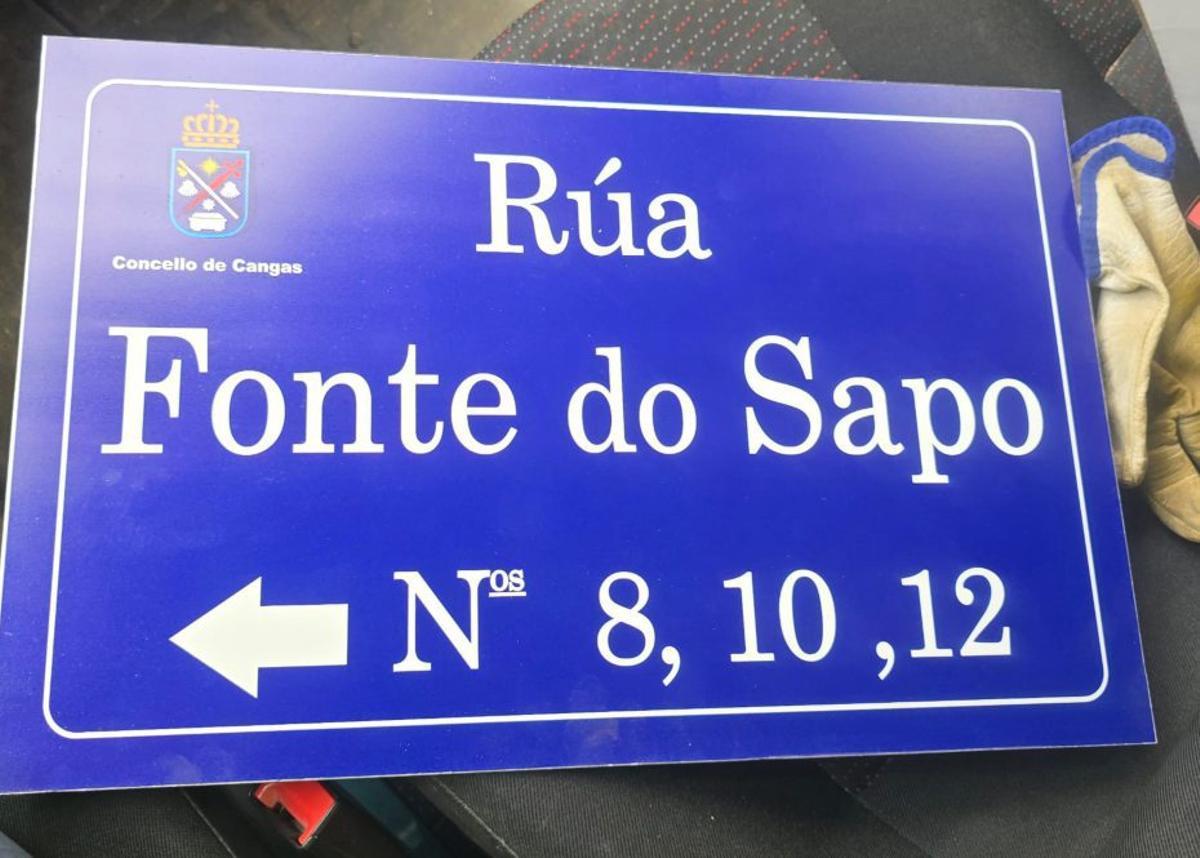 Concello de Cangas
Rúa
Fonte do Sapo
Nos 8, 10 ,12